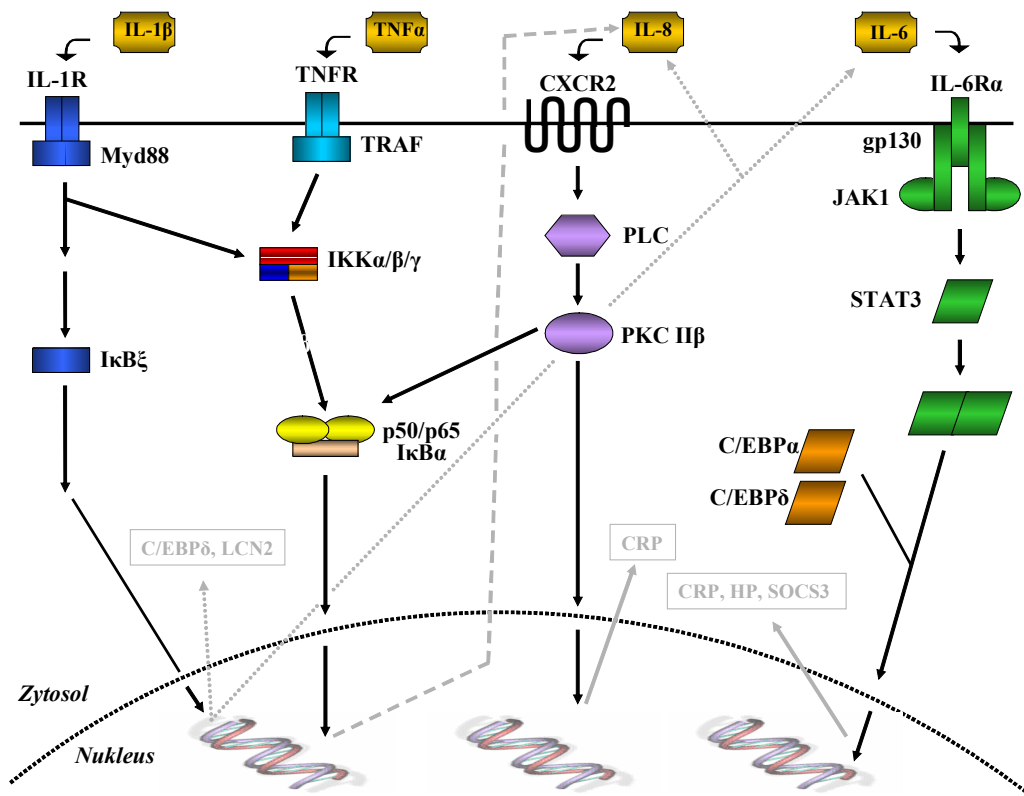 IL-1β
TNFα
IL-8
IL-6
IL-1R
TNFR
CXCR2
IL-6Rα
Myd88
TRAF
gp130
JAK1
PLC
IKKα/β/γ
STAT3
PKC IIβ
IκBξ
p50/p65
IκBα
C/EBPα
C/EBPδ
C/EBPδ, LCN2
CRP
CRP, HP, SOCS3
Zytosol
Nukleus